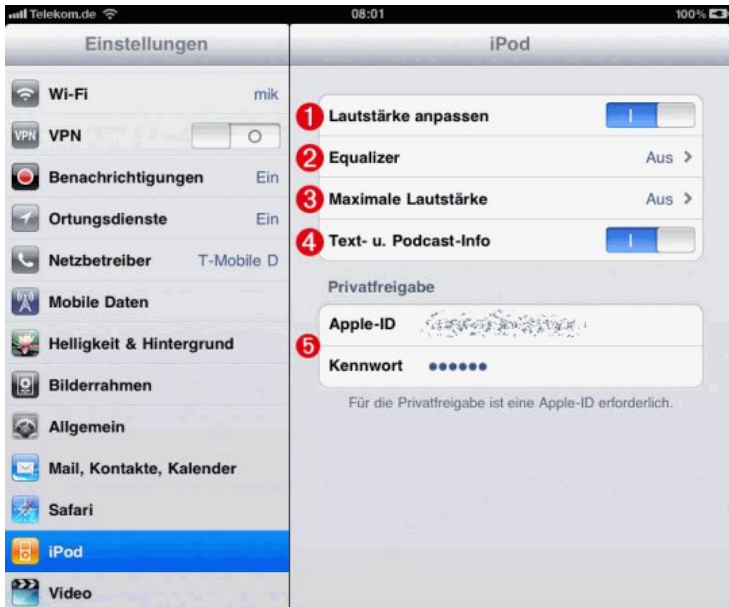 Telekom.de 08:01 100%
Einstellungen
Wi-Fi mik
VPN VPN
Benachrichtigungen Ein
Ortungsdienste Ein
Netzbetreiber T-Mobile D
Mobile Daten
Helligkeit & Hintergrund
Bilderrahmen
Allgemein
Mail, Kontakte, Kalender
Safari
iPod
Video
iPod
1 Lautstärke anpassen
2 Equalizer Aus >
3 Maximale Lautstärke Aus >
4 Text- u. Podcast-Info
Privatfreigabe
5
Apple-ID
Kennwort ●●●●●●
Für die Privatfreigabe ist eine Apple-ID erforderlich.